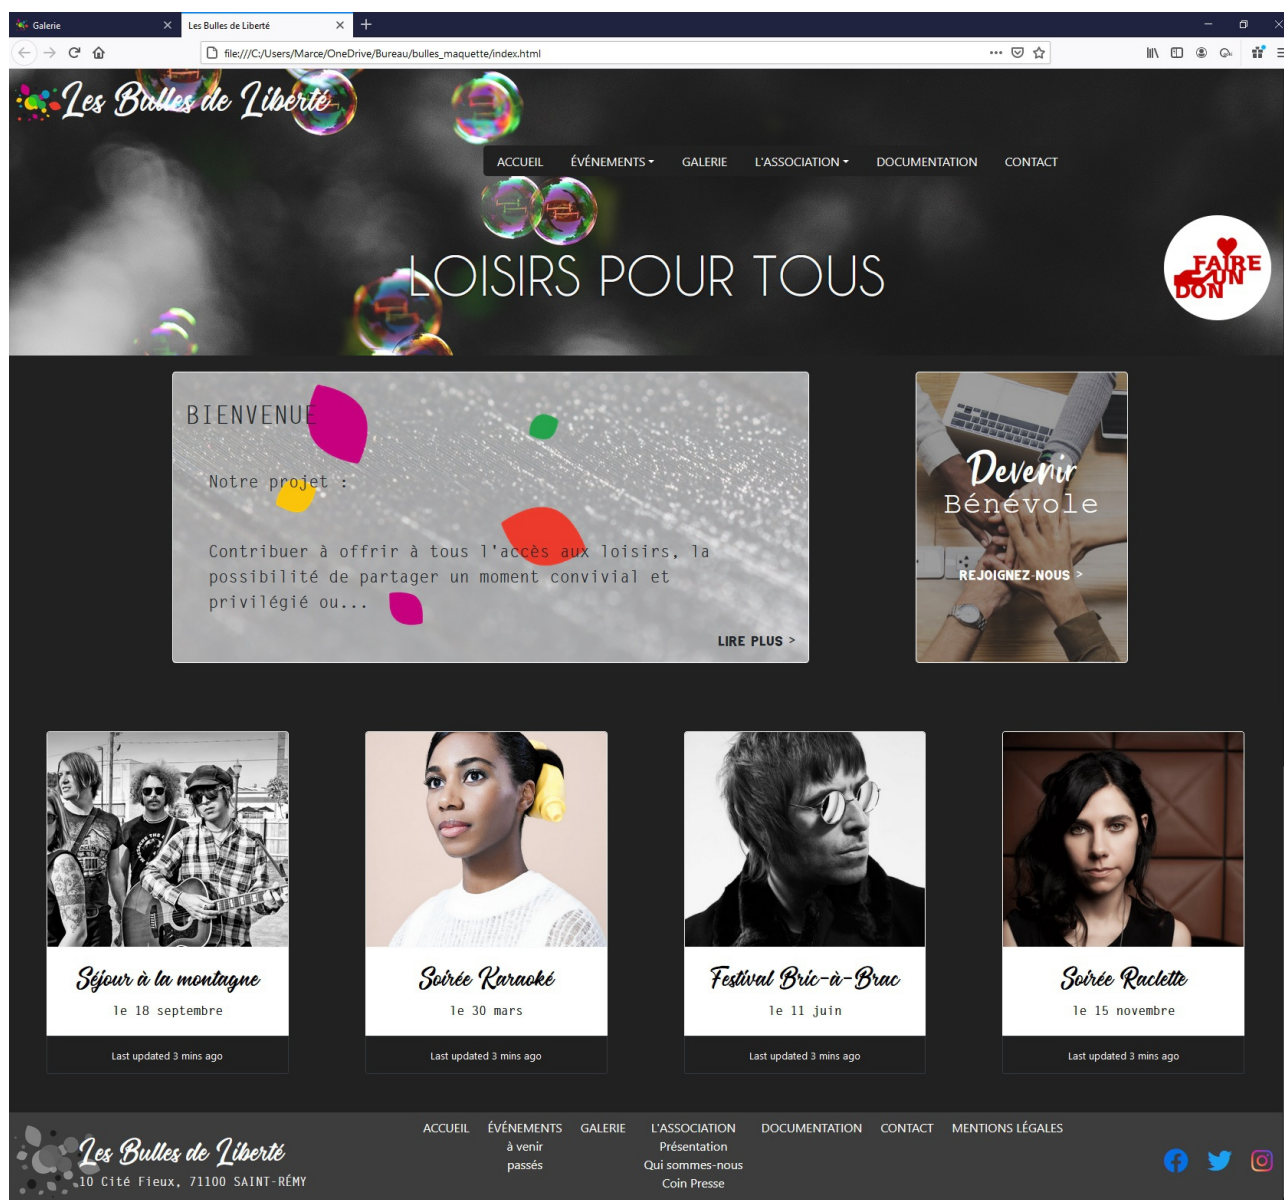 Galerie
Les Bulles de Liberté
file:///C:/Users/Marce/OneDrive/Bureau/bulles_maquette/index.html
Les Bulles de Liberté
ACCUEIL ÉVÉNEMENTS GALERIE L'ASSOCIATION DOCUMENTATION CONTACT
LOISIRS POUR TOUS
FAIRE
UN
DON
BIENVENUE
Notre projet :
Contribuer à offrir à tous l'accès aux loisirs, la
possibilité de partager un moment convivial et
privilégié ou...
LIRE PLUS >
Devenir
Bénévole
REJOIGNEZ-NOUS >
Séjour à la montagne
le 18 septembre
Last updated 3 mins ago
Soirée Karaoké
le 30 mars
Last updated 3 mins ago
Festival Bric-à-Brac
le 11 juin
Last updated 3 mins ago
Soirée Raclette
le 15 novembre
Last updated 3 mins ago
Les Bulles de Liberté
10 Cité Fieux, 71100 SAINT-RÉMY
ACCUEIL ÉVÉNEMENTS GALERIE L'ASSOCIATION DOCUMENTATION CONTACT MENTIONS LÉGALES
à venir Présentation
passés Qui sommes-nous
Coin Presse